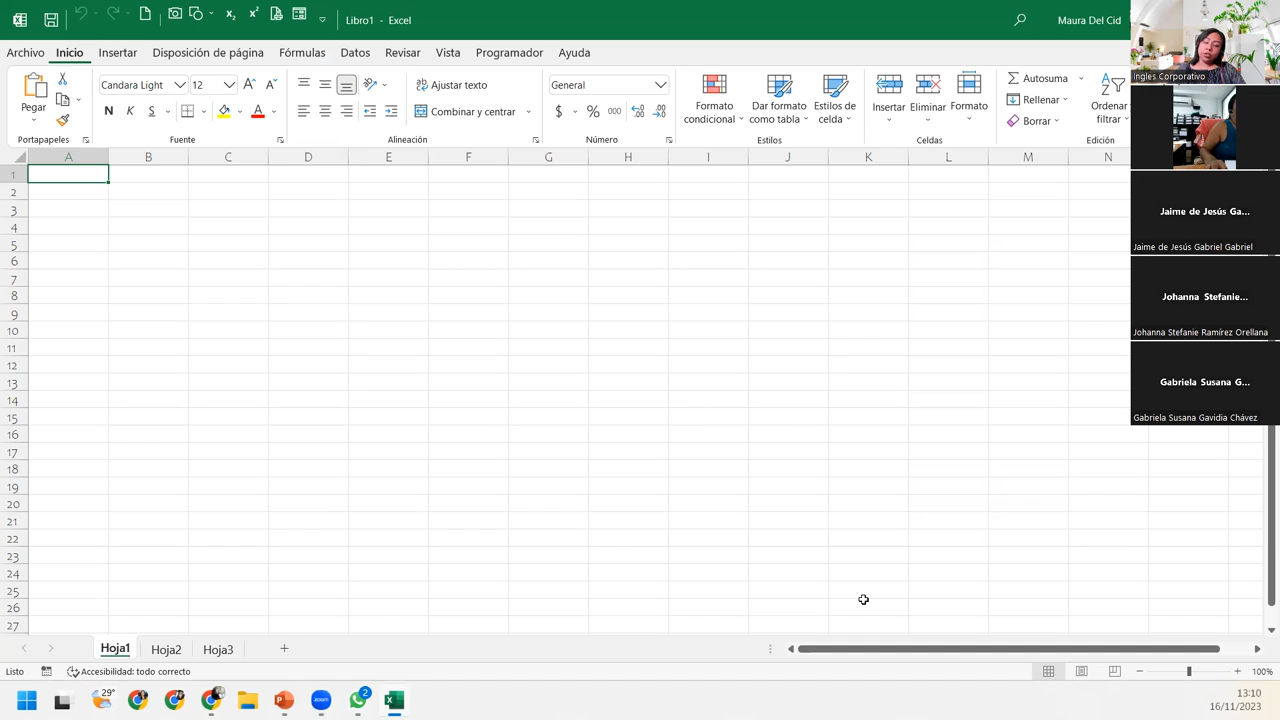 Libro1 - Excel
Maura Del Cid
Archivo Inicio Insertar Disposición de página Fórmulas Datos Revisar Vista Programador Ayuda
Pegar
Portapapeles
Candara Light 12
N K S
Fuente
Ajustar texto
Combinar y centrar
Alineación
General
$ % 000
Número
Formato condicional
Dar formato como tabla
Estilos de celda
Estilos
Insertar Eliminar Formato
Celdas
Autosuma
Rellenar
Borrar
Ordenar filtrar
Edición
Ingles Corporativo
Jaime de Jesús Ga...
Jaime de Jesús Gabriel Gabriel
Johanna Stefanie...
Johanna Stefanie Ramírez Orellana
Gabriela Susana G...
Gabriela Susana Gavidia Chávez
A B C D E F G H I J K L M N
1
2
3
4
5
6
7
8
9
10
11
12
13
14
15
16
17
18
19
20
21
22
23
24
25
26
27
Hoja1 Hoja2 Hoja3 +
Listo Accesibilidad: todo correcto 100%
29° zoom 2
13:10
16/11/2023